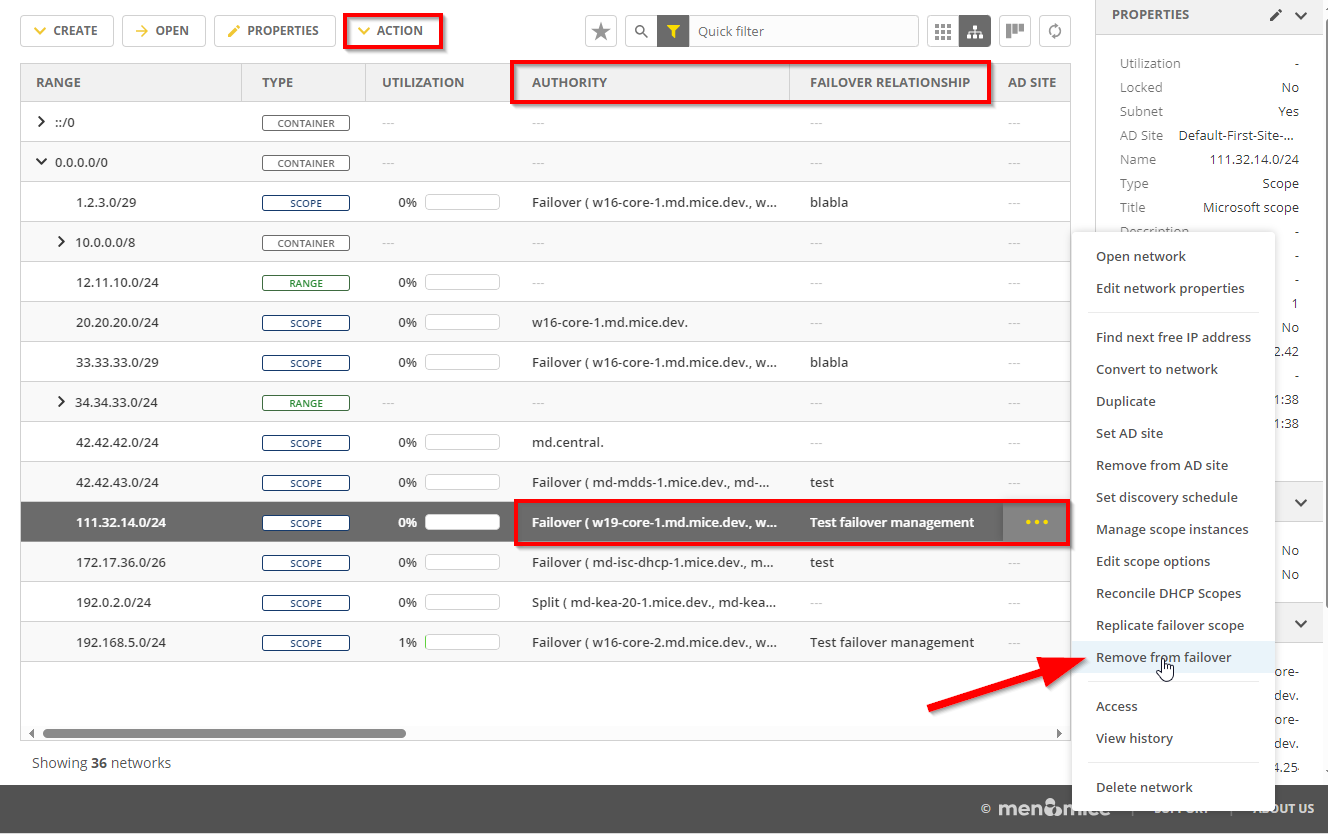 CREATE OPEN PROPERTIES ACTION Quick filter
RANGE TYPE UTILIZATION AUTHORITY FAILOVER RELATIONSHIP AD SITE
::/0 CONTAINER --- --- --- ---
0.0.0.0/0 CONTAINER --- --- --- ---
1.2.3.0/29 SCOPE 0% Failover ( w16-core-1.md.mice.dev., w... blabla ---
10.0.0.0/8 CONTAINER --- --- --- ---
12.11.10.0/24 RANGE 0% --- --- ---
20.20.20.0/24 SCOPE 0% w16-core-1.md.mice.dev. --- ---
33.33.33.0/29 SCOPE 0% Failover ( w16-core-1.md.mice.dev., w... blabla ---
34.34.33.0/24 RANGE --- --- --- ---
42.42.42.0/24 SCOPE 0% md.central. --- ---
42.42.43.0/24 SCOPE 0% Failover ( md-mdds-1.mice.dev., md-... test ---
111.32.14.0/24 SCOPE 0% Failover ( w19-core-1.md.mice.dev., w... Test failover management
172.17.36.0/26 SCOPE 0% Failover ( md-isc-dhcp-1.mice.dev., m... test ---
192.0.2.0/24 SCOPE 0% Split ( md-kea-20-1.mice.dev., md-kea... --- ---
192.168.5.0/24 SCOPE 1% Failover ( w16-core-2.md.mice.dev., w... Test failover management ---
Showing 36 networks
PROPERTIES
Utilization -
Locked No
Subnet Yes
AD Site Default-First-Site-...
Name 111.32.14.0/24
Type Scope
Title Microsoft scope
Description -
-
-
1
No
2.42
-
1:38
1:38
No
No
ore-
dev.
ore-
dev.
4.25
Open network
Edit network properties
Find next free IP address
Convert to network
Duplicate
Set AD site
Remove from AD site
Set discovery schedule
Manage scope instances
Edit scope options
Reconcile DHCP Scopes
Replicate failover scope
Remove from failover
Access
View history
Delete network
© men&mice SUPPORT ABOUT US